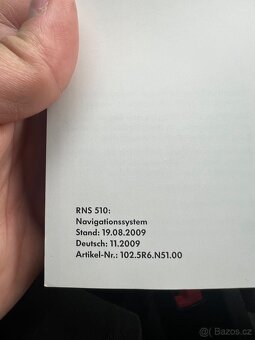 RNS 510:
Navigationssystem
Stand: 19.08.2009
Deutsch: 11.2009
Artikel-Nr.: 102.5R6.N51.00
Bazos.cz